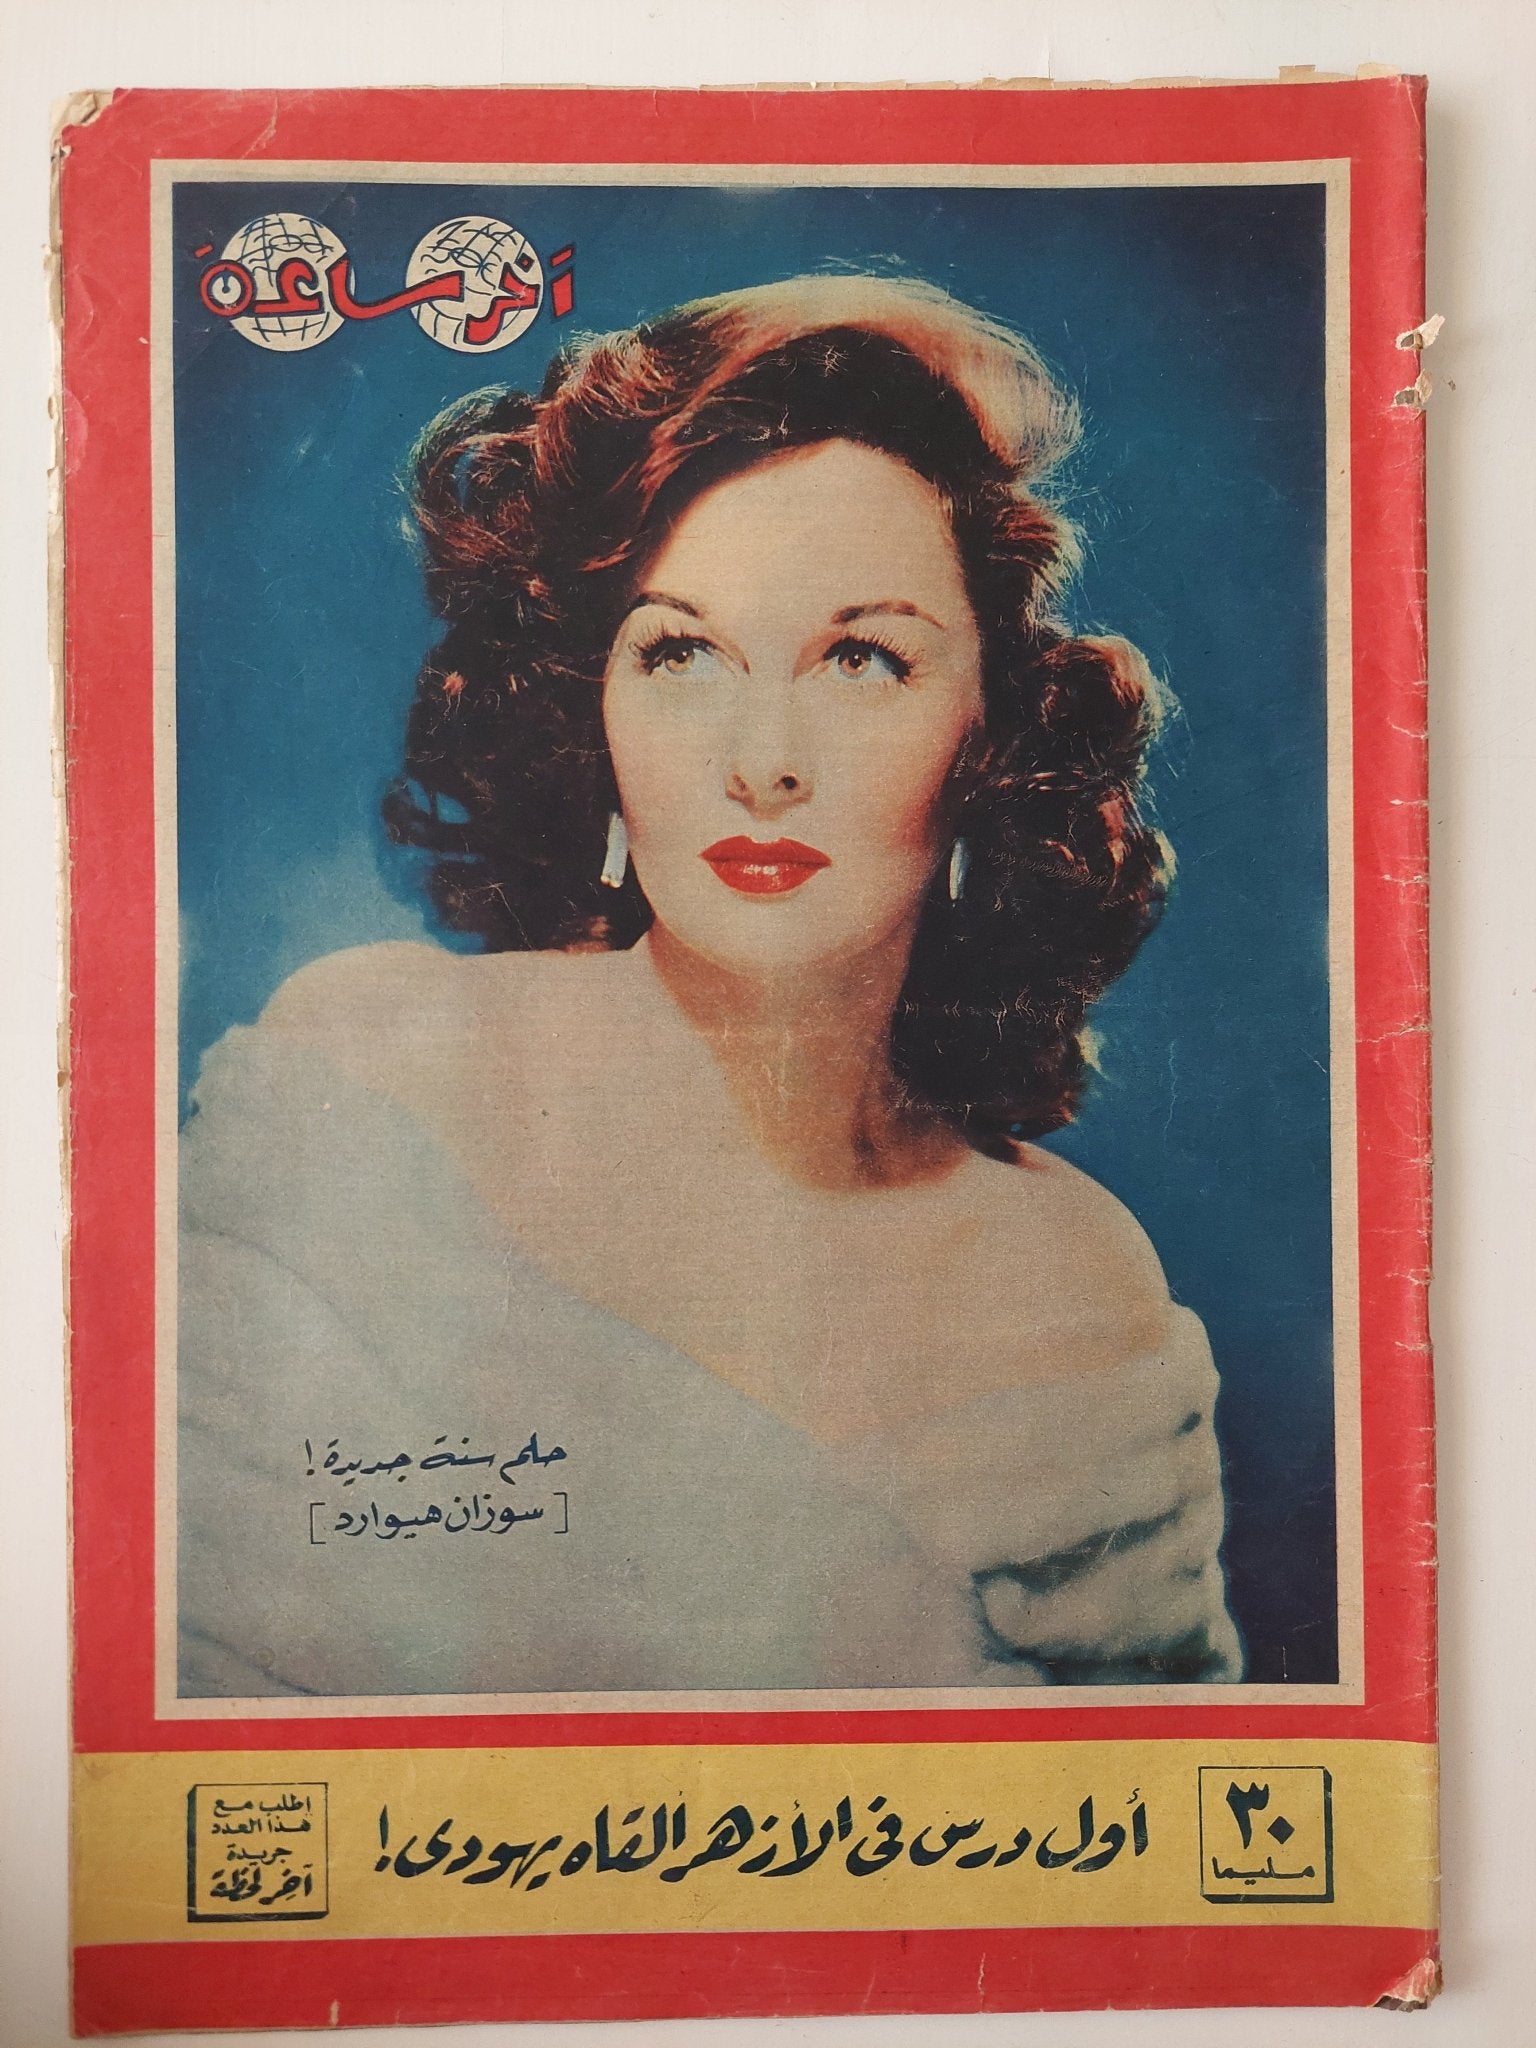 آخر ساعة
حلم سنة جديدة!
[سوزان هيوارد]
٣٠
مليما
أول درس فى الأزهر ألقاه يهودى!
اطلب مع
هذا العدد
جريدة
آخر لحظة